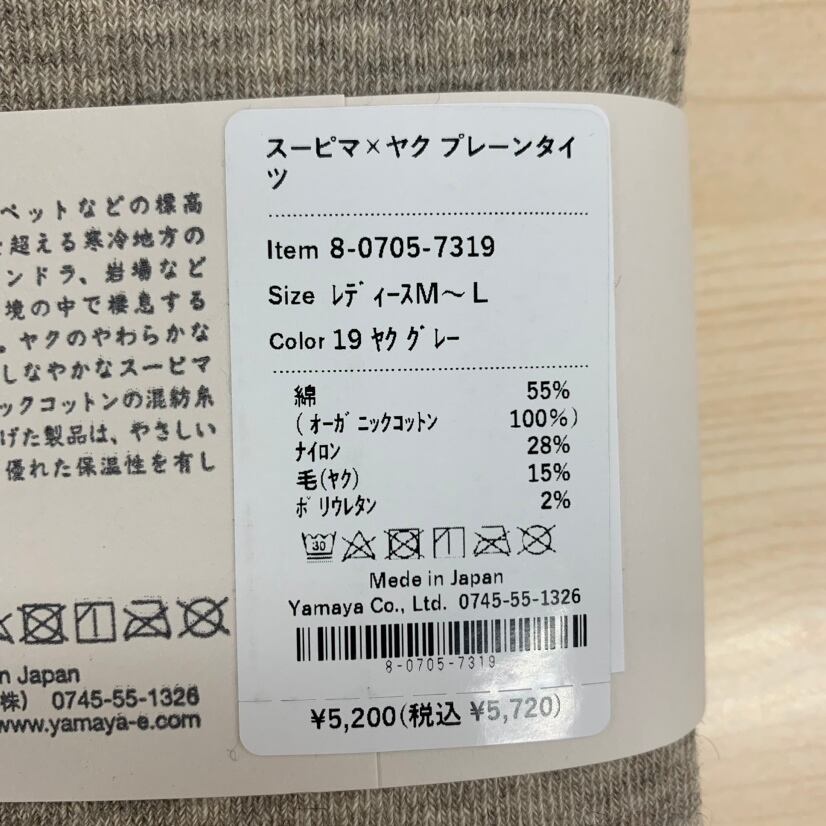 スーピマ×ヤク プレーンタイ
ツ
Item 8-0705-7319
Size レディースM～L
Color 19 ヤク グレー
綿 55%
(オーガニックコットン 100%)
ナイロン 28%
毛(ヤク) 15%
ポリウレタン 2%
30
Mede in Japan
Yamaya Co., Ltd. 0745-55-1326
8-0705-7319
¥5,200(税込 ¥5,720)
ペットなどの標高
を超える寒冷地方の
ンドラ、岩場など
境の中で棲息する
。ヤクのやわらかな
しなやかなスーピマ
ックコットンの混紡糸
げた製品は、やさしい
優れた保温性を有し
n Japan
(株) 0745-55-1326
www.yamaya-e.com